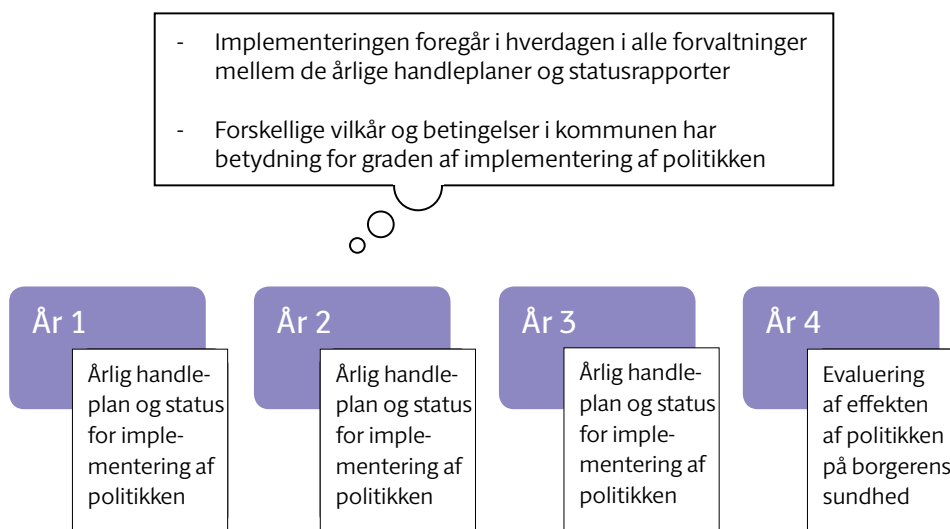 - Implementeringen foregår i hverdagen i alle forvaltninger
mellem de årlige handleplaner og statusrapporter
- Forskellige vilkår og betingelser i kommunen har
betydning for graden af implementering af politikken
År 1
Årlig handle-
plan og status
for imple-
mentering af
politikken
År 2
Årlig handle-
plan og status
for imple-
mentering af
politikken
År 3
Årlig handle-
plan og status
for imple-
mentering af
politikken
År 4
Evaluering
af effekten
af politikken
på borgerens
sundhed